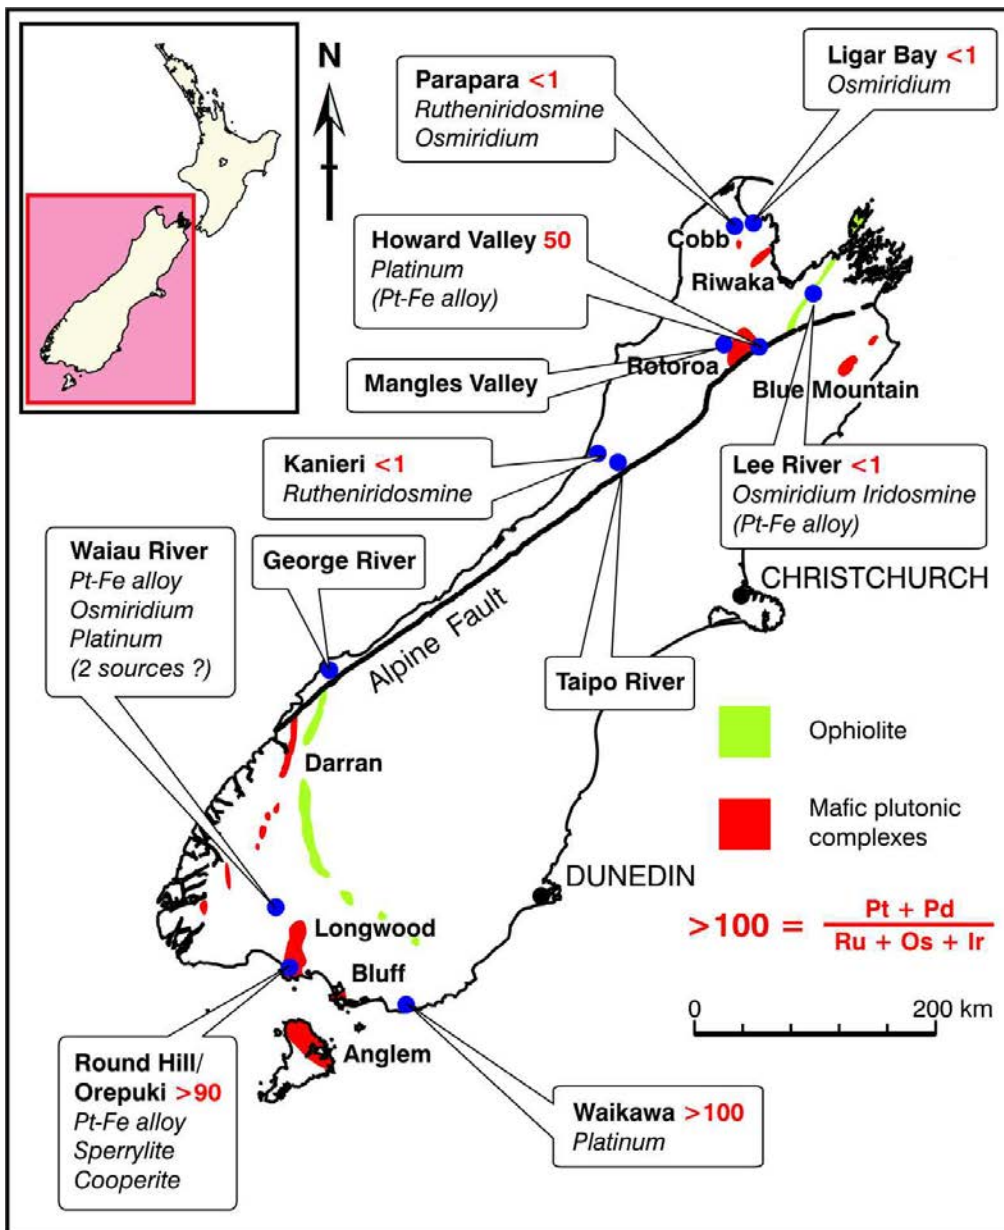 N
Parapara <1
Rutheniridosmine
Osmiridium
Ligar Bay <1
Osmiridium
Howard Valley 50
Platinum
(Pt-Fe alloy)
Cobb
Riwaka
Mangles Valley
Rotoroa
Blue Mountain
Kanieri <1
Rutheniridosmine
Lee River <1
Osmiridium Iridosmine
(Pt-Fe alloy)
Waiau River
Pt-Fe alloy
Osmiridium
Platinum
(2 sources ?)
George River
Alpine Fault
CHRISTCHURCH
Taipo River
Darran
Ophiolite
Mafic plutonic
complexes
DUNEDIN
>100 = Pt + Pd
Ru + Os + Ir
Longwood
Bluff
Anglem
0 200 km
Round Hill/
Orepuki >90
Pt-Fe alloy
Sperrylite
Cooperite
Waikawa >100
Platinum